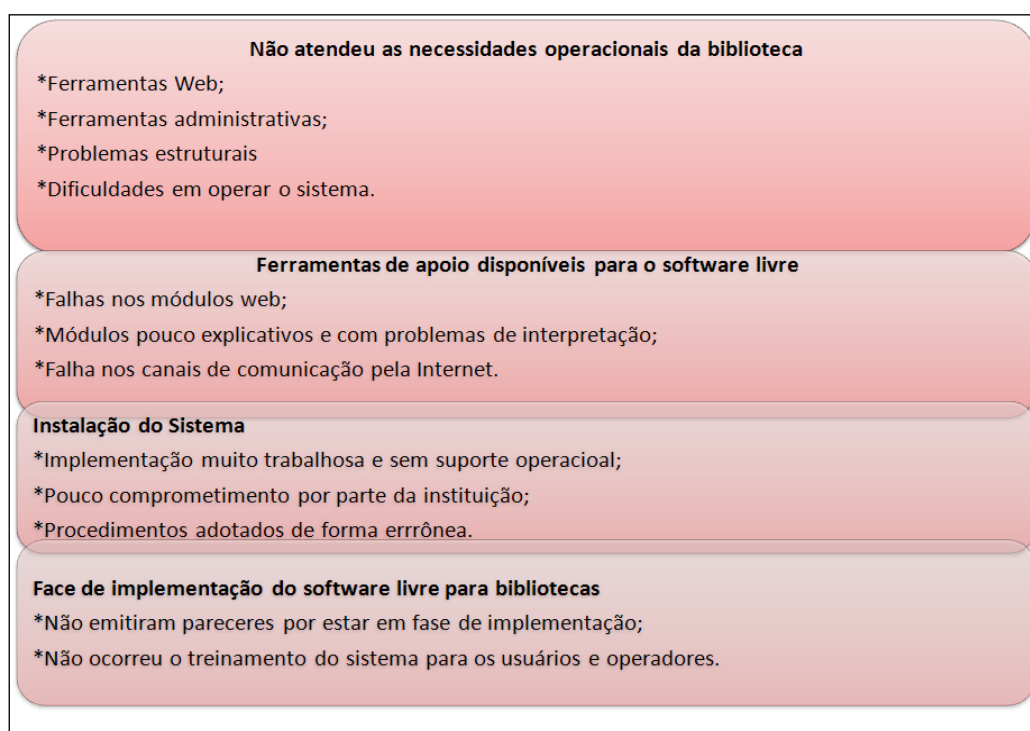 Não atendeu as necessidades operacionais da biblioteca
*Ferramentas Web;
*Ferramentas administrativas;
*Problemas estruturais
*Dificuldades em operar o sistema.
Ferramentas de apoio disponíveis para o software livre
*Falhas nos módulos web;
*Módulos pouco explicativos e com problemas de interpretação;
*Falha nos canais de comunicação pela Internet.
Instalação do Sistema
*Implementação muito trabalhosa e sem suporte operacioal;
*Pouco comprometimento por parte da instituição;
*Procedimentos adotados de forma errrônea.
Face de implementação do software livre para bibliotecas
*Não emitiram pareceres por estar em fase de implementação;
*Não ocorreu o treinamento do sistema para os usuários e operadores.